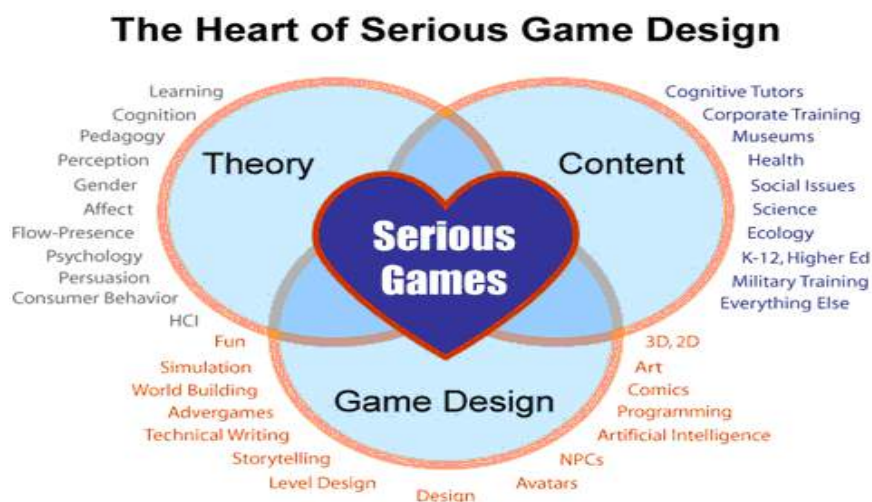 The Heart of Serious Game Design
Learning
Cognition
Pedagogy
Perception
Gender
Affect
Flow-Presence
Psychology
Persuasion
Consumer Behavior
HCI
Theory
Content
Cognitive Tutors
Corporate Training
Museums
Health
Social Issues
Science
Ecology
K-12, Higher Ed
Military Training
Everything Else
Serious
Games
Game Design
Fun
Simulation
World Building
Advergames
Technical Writing
Storytelling
Level Design
Design
3D, 2D
Art
Comics
Programming
Artificial Intelligence
NPCs
Avatars